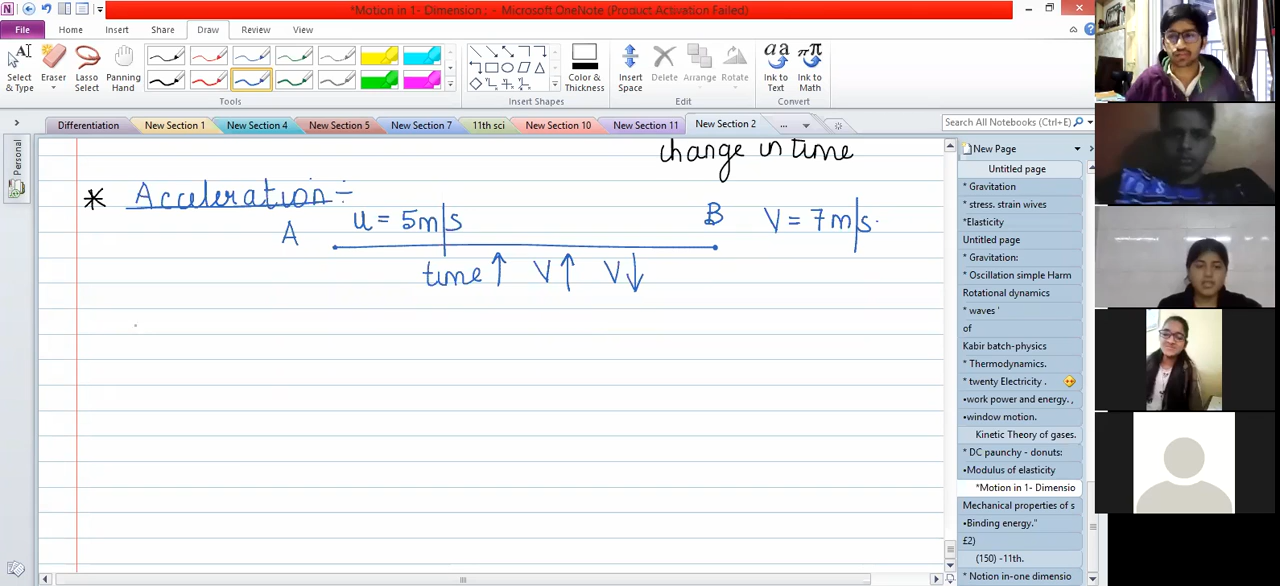 *Motion in 1- Dimension : - Microsoft OneNote (Product Activation Failed)
File Home Insert Share Draw Review View
Select & Type
Eraser
Lasso Select
Panning Hand
Color & Thickness
Insert Space
Delete
Arrange
Rotate
Ink to Text
Ink to Math
Tools
Insert Shapes
Edit
Convert
Differentiation New Section 1 New Section 4 New Section 5 New Section 7 11th sci New Section 10 New Section 11 New Section 2 ...
Search All Notebooks (Ctrl+E)
Personal
change in time
* Acceleration :-
A u = 5m/s B V = 7m/s.
time ↑ V ↑ V ↓
New Page
Untitled page
* Gravitation
* stress. strain wives
*Elasticity
Untitled page
* Gravitation:
* Oscillation simple Harm
Rotational dynamics
* waves '
of
Kabir batch-physics
* Thermodynamics.
* twenty Electricity .
•work power and energy. ,
•window motion.
Kinetic Theory of gases.
* DC paunchy - donuts:
•Modulus of elasticity
*Motion in 1- Dimensio
Mechanical properties of s
•Binding energy."
£2)
(150) -11th.
* Notion in-one dimensio